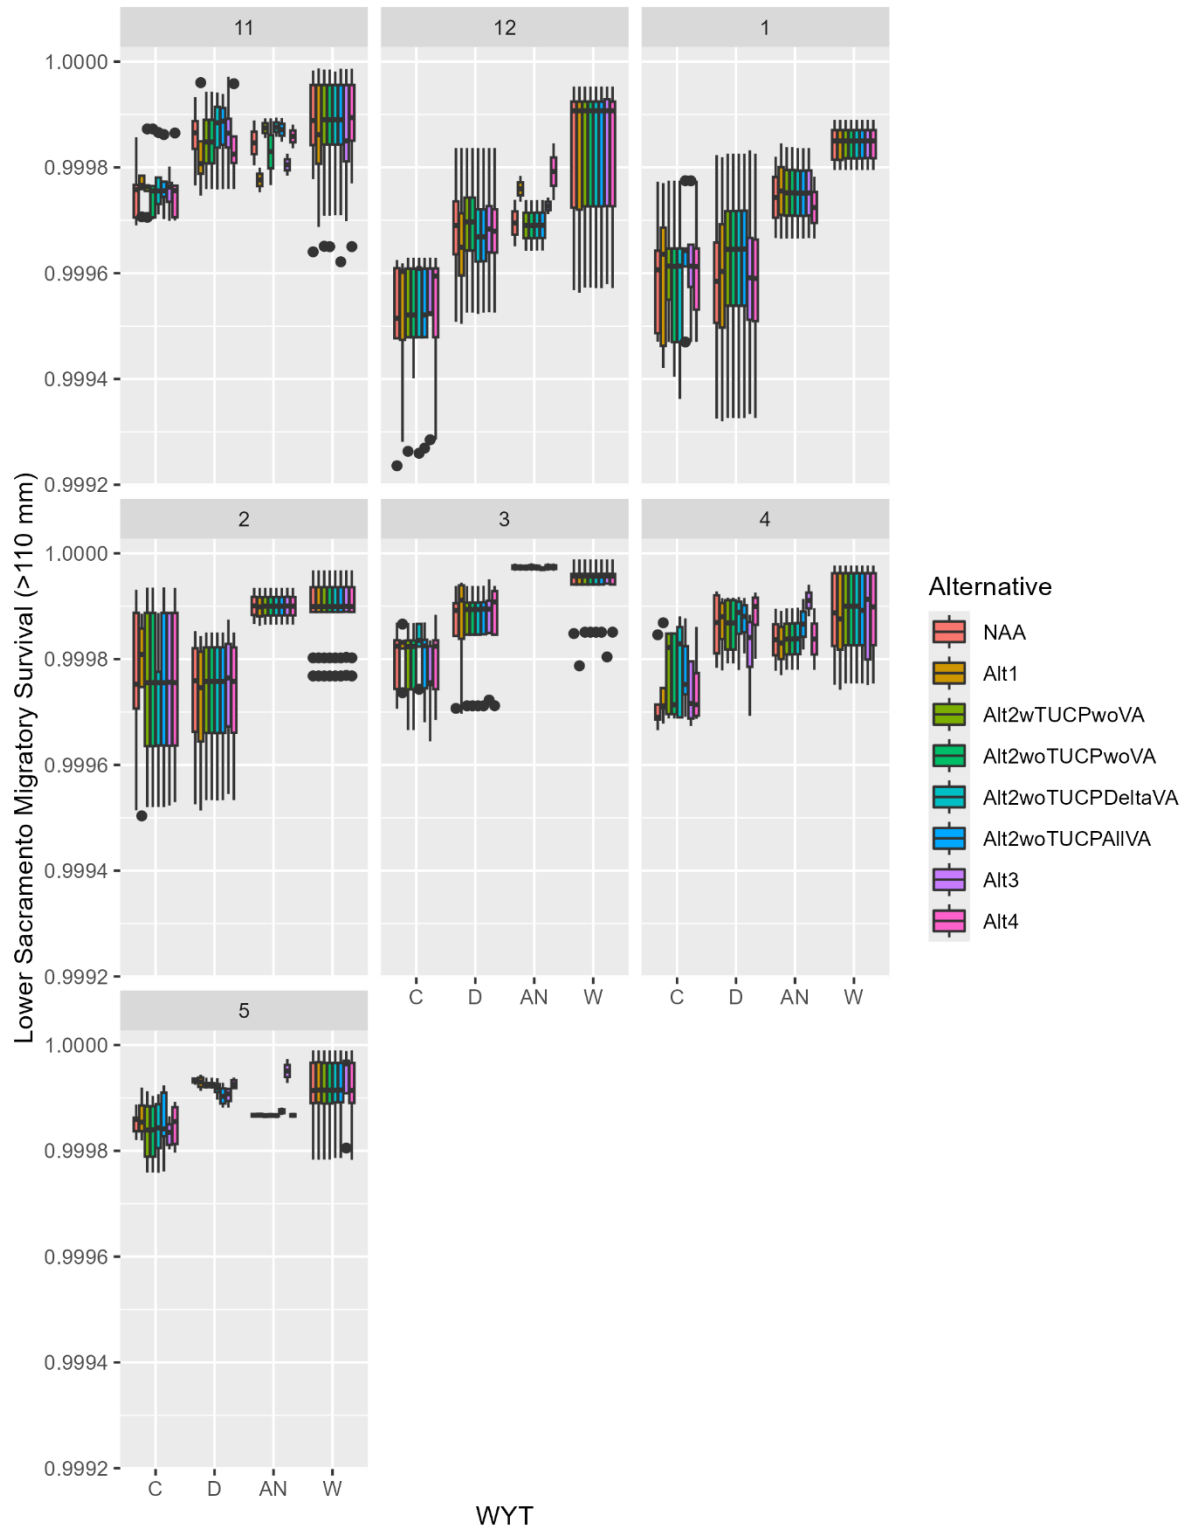 11
12
1
1.0000
0.9998
0.9996
0.9994
0.9992
2
3
4
1.0000
0.9998
0.9996
0.9994
0.9992
C D AN W
C D AN W
5
1.0000
0.9998
0.9996
0.9994
0.9992
C D AN W
WYT
Lower Sacramento Migratory Survival (>110 mm)
Alternative
NAA
Alt1
Alt2wTUCPwoVA
Alt2woTUCPwoVA
Alt2woTUCPDeltaVA
Alt2woTUCPAllVA
Alt3
Alt4